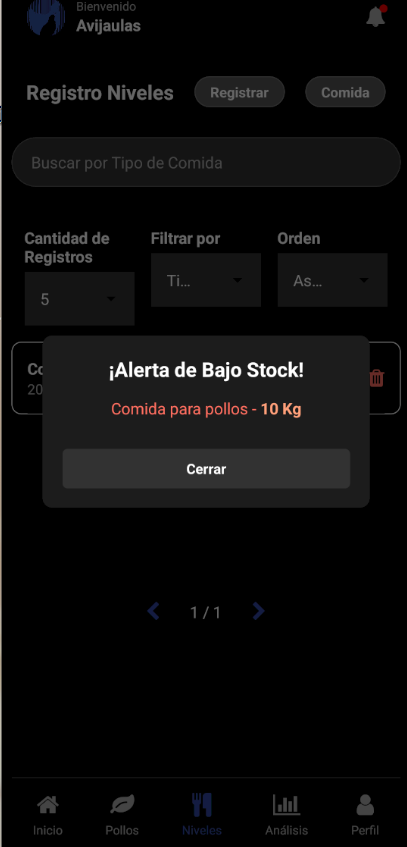 Bienvenido
Avijaulas
Registro Niveles
Registrar
Comida
Buscar por Tipo de Comida
Cantidad de
Registros
Filtrar por
Orden
5
Ti...
As...
Co
20
¡Alerta de Bajo Stock!
Comida para pollos - 10 Kg
Cerrar
1 / 1
Inicio
Pollos
Niveles
Análisis
Perfil